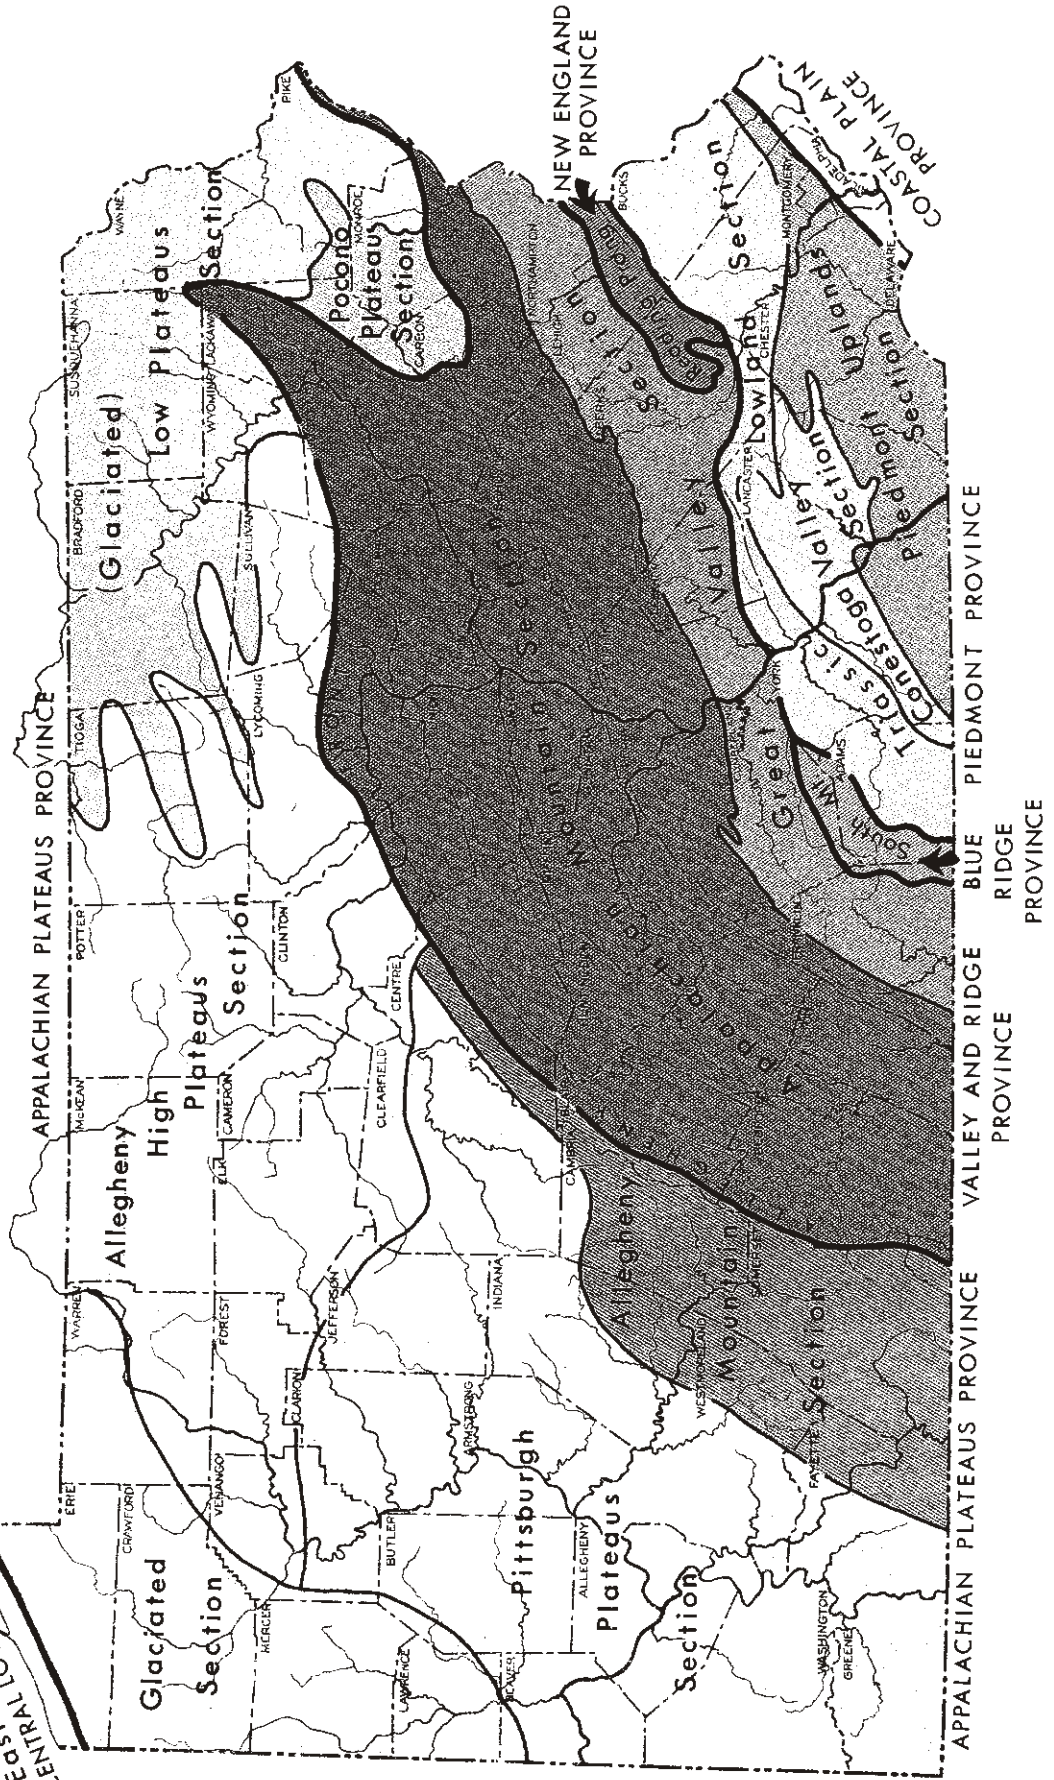 APPALACHIAN PLATEAUS PROVINCE
ERIE
CRAWFORD
WARREN
McKEAN
POTTER
TIOGA
BRADFORD
SUSQUEHANNA
WAYNE
PIKE
Glaciated
Section
MERCER
VENANGO
FOREST
ELK
CAMERON
CLINTON
LYCOMING
SULLIVAN
Allegheny
High
Plateaus
Section
(Glaciated)
Low Plateaus
Section
Pocono
Plateaus
Section
MONROE
CARBON
CLARION
JEFFERSON
CLEARFIELD
CENTRE
LAWRENCE
BUTLER
ARMSTRONG
INDIANA
BEAVER
ALLEGHENY
Pittsburgh
Plateaus
Section
WASHINGTON
GREENE
FAYETTE
WESTMORELAND
Allegheny
Mountain
Section
Appalachian
Mountain
Section
Great
Valley
Section
LEHIGH
NORTHAMPTON
BERKS
Reading Prong
NEW ENGLAND
PROVINCE
BUCKS
MONTGOMERY
CHESTER
DELAWARE
LANCASTER
YORK
ADAMS
South
Mt.
Triassic
Lowland
Section
Conestoga Valley
Section
Piedmont
Uplands
Section
COASTAL PLAIN
PROVINCE
APPALACHIAN PLATEAUS PROVINCE
VALLEY AND RIDGE
PROVINCE
BLUE
RIDGE
PROVINCE
PIEDMONT PROVINCE